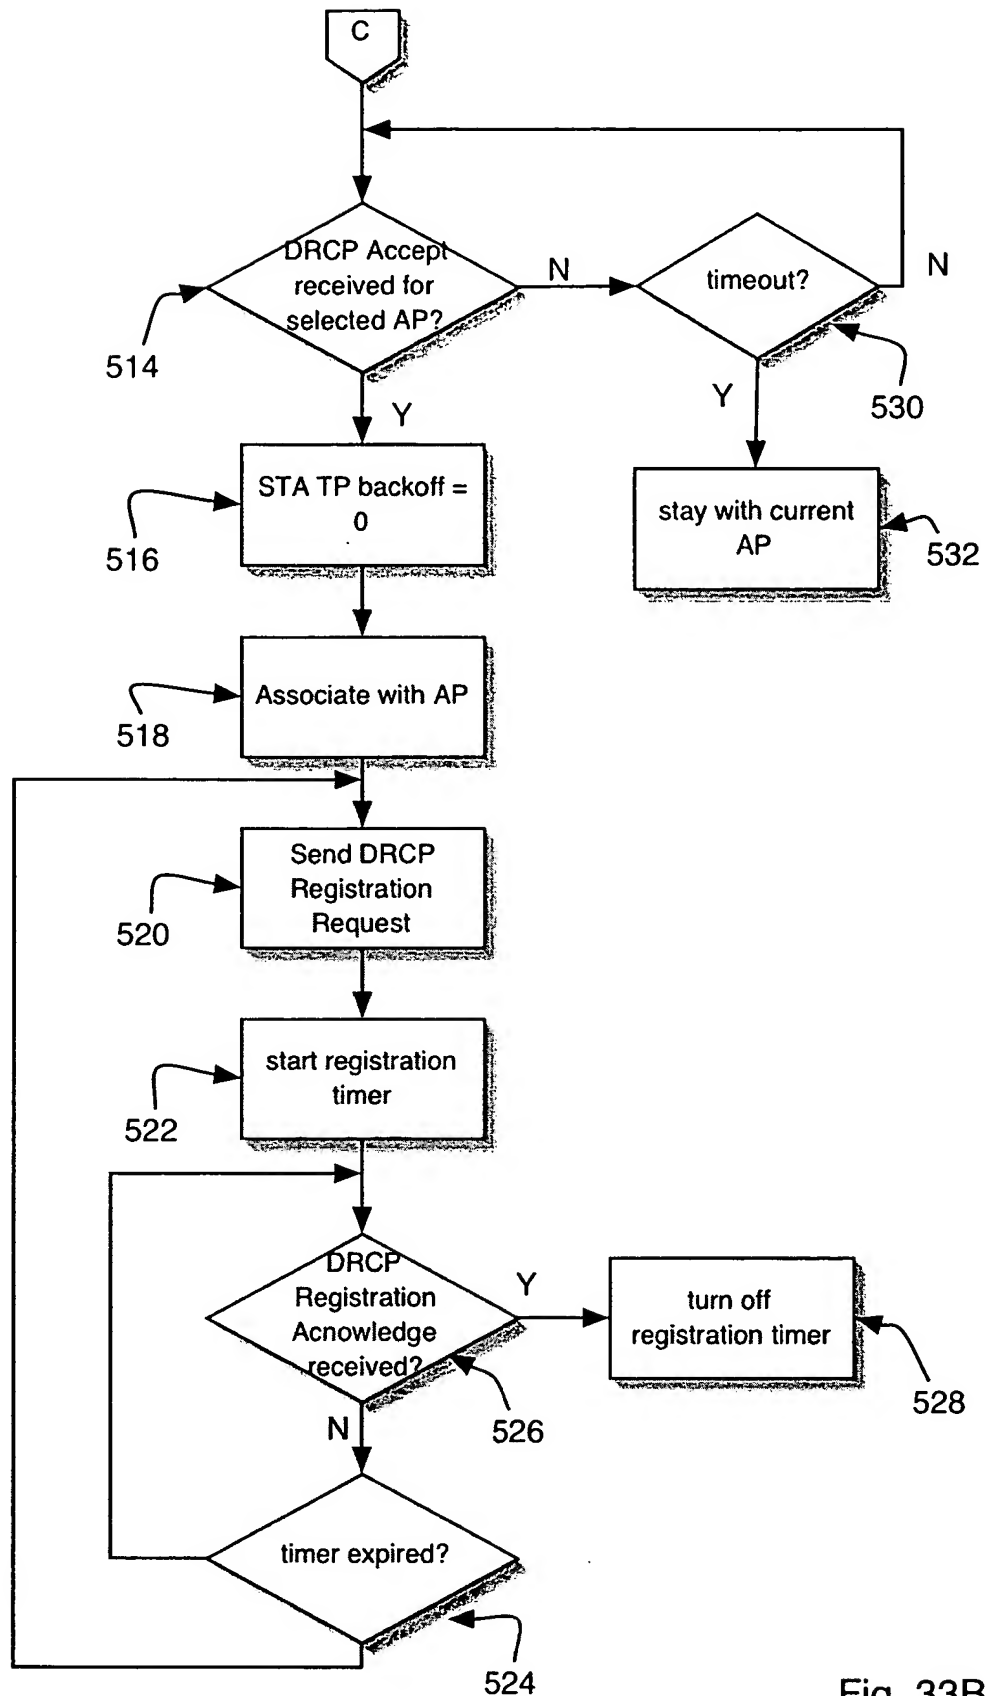 C
DRCP Accept
received for
selected AP?
N
timeout?
N
514
530
Y
Y
STA TP backoff =
0
516
stay with current
AP
532
Associate with AP
518
Send DRCP
Registration
Request
520
start registration
timer
522
DRCP
Registration
Acnowledge
received?
Y
turn off
registration timer
526
528
N
timer expired?
524
Fig. 33B